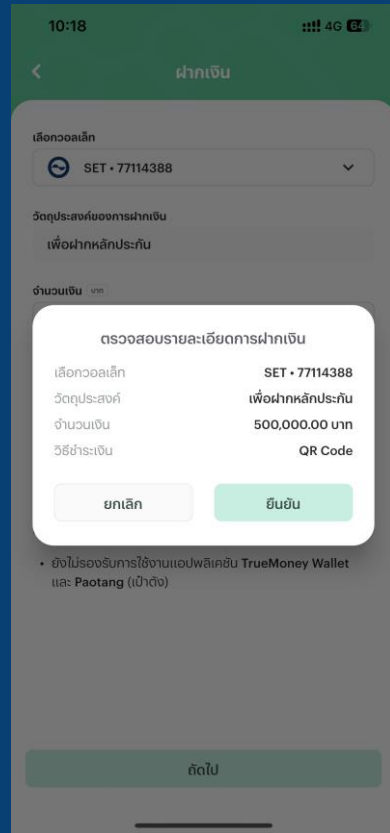 10:18
4G 64
ฝากเงิน
เลือกวอลเล็ท
SET • 77114388
วัตถุประสงค์ของการฝากเงิน
เพื่อฝากหลักประกัน
จำนวนเงิน บาท
ตรวจสอบรายละเอียดการฝากเงิน
เลือกวอลเล็ท SET • 77114388
วัตถุประสงค์ เพื่อฝากหลักประกัน
จำนวนเงิน 500,000.00 บาท
วิธีชำระเงิน QR Code
ยกเลิก ยืนยัน
• ยังไม่รองรับการใช้งานแอปพลิเคชัน TrueMoney Wallet
และ Paotang (เป๋าตัง)
ถัดไป